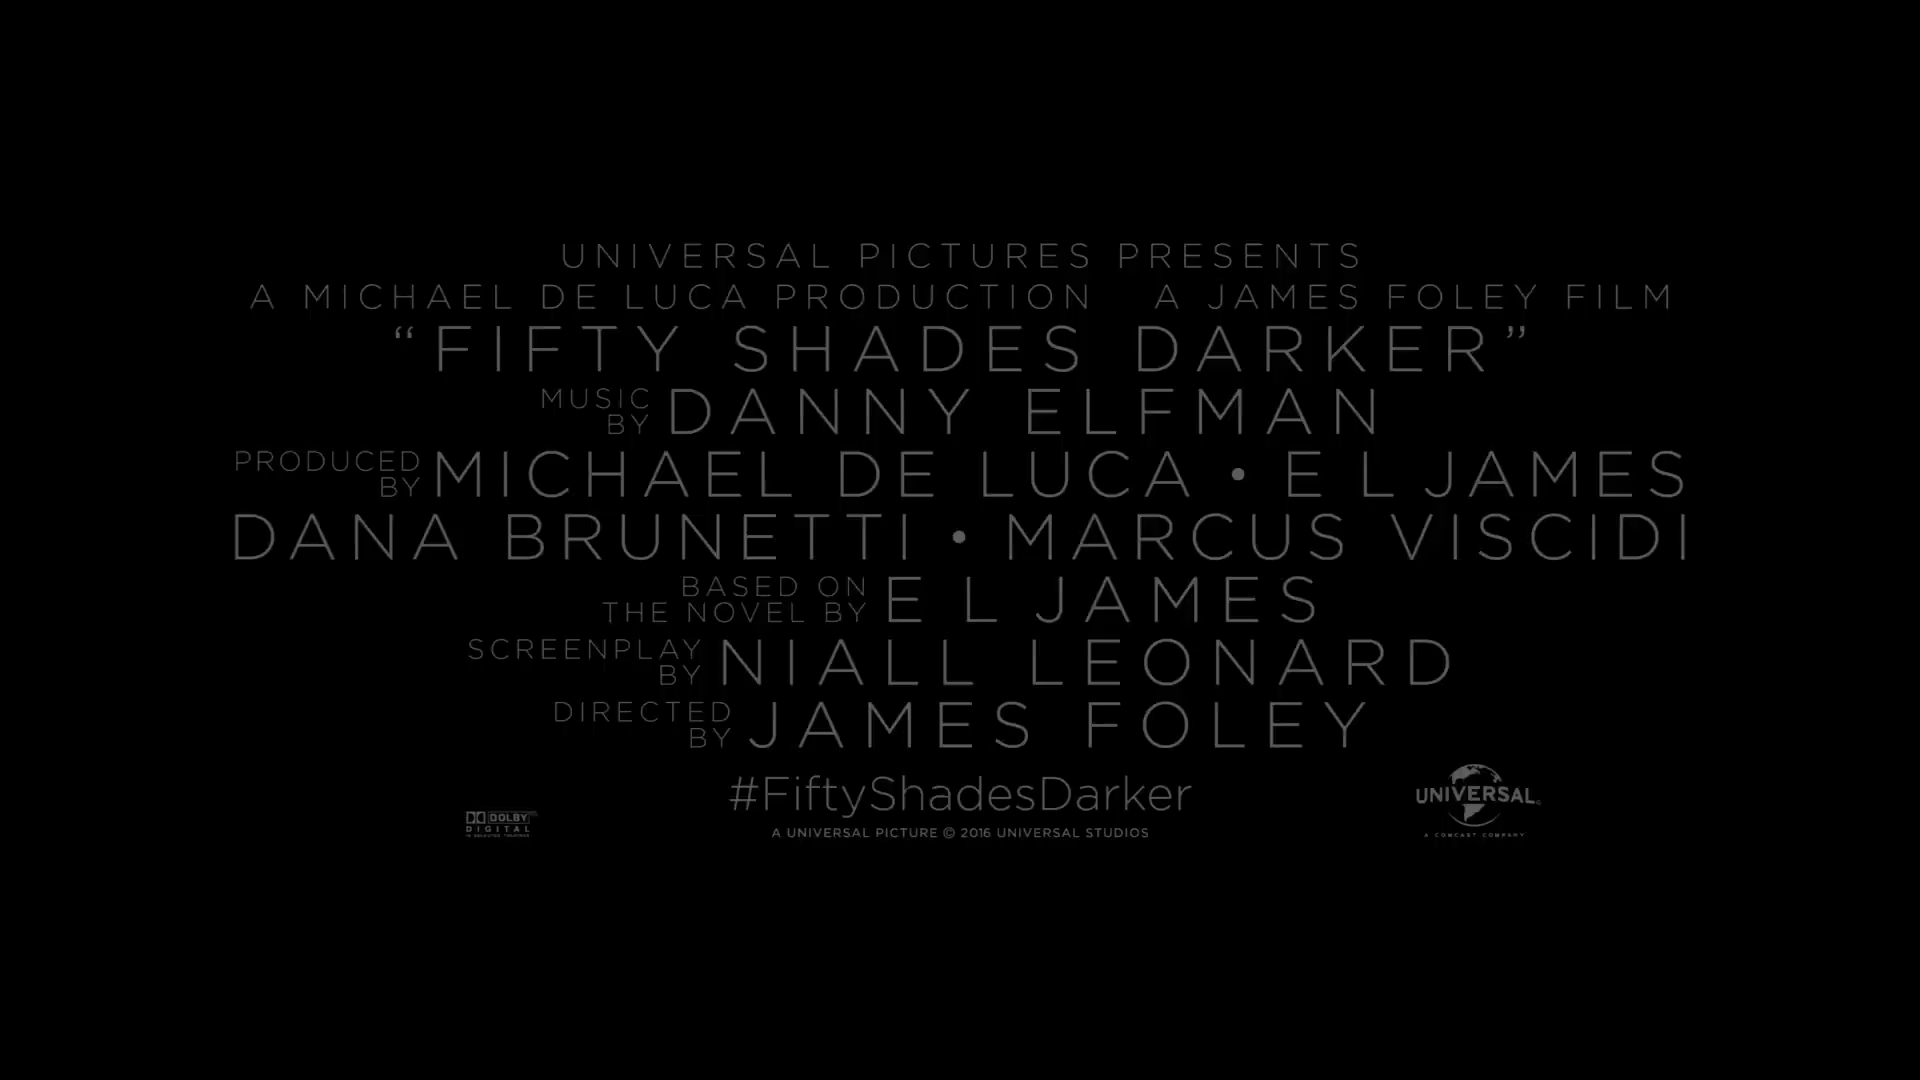 UNIVERSAL PICTURES PRESENTS
A MICHAEL DE LUCA PRODUCTION A JAMES FOLEY FILM
“FIFTY SHADES DARKER”
MUSIC BY DANNY ELFMAN
PRODUCED BY MICHAEL DE LUCA • E L JAMES
DANA BRUNETTI • MARCUS VISCIDI
BASED ON THE NOVEL BY E L JAMES
SCREENPLAY BY NIALL LEONARD
DIRECTED BY JAMES FOLEY
#FiftyShadesDarker
DOLBY
DIGITAL
A UNIVERSAL PICTURE © 2016 UNIVERSAL STUDIOS
UNIVERSAL
A COMCAST COMPANY